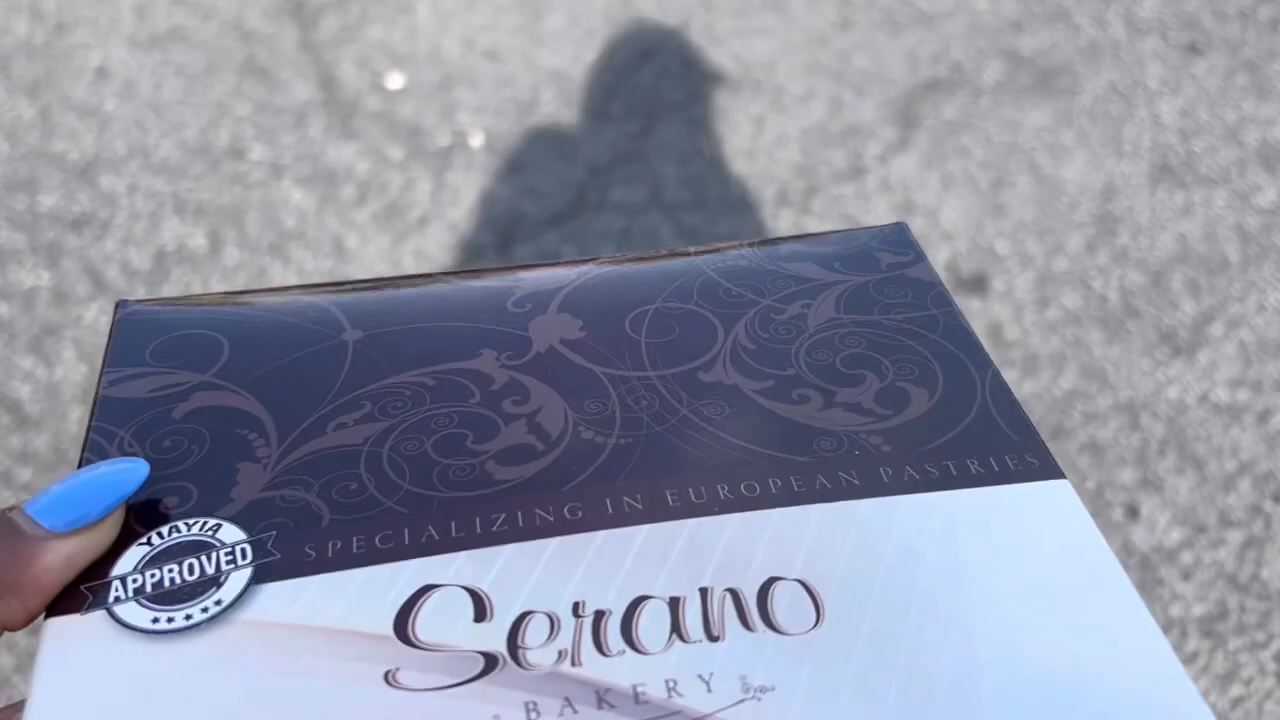 SPECIALIZING IN EUROPEAN PASTRIES
YIAYIA
APPROVED
Serano
BAKERY